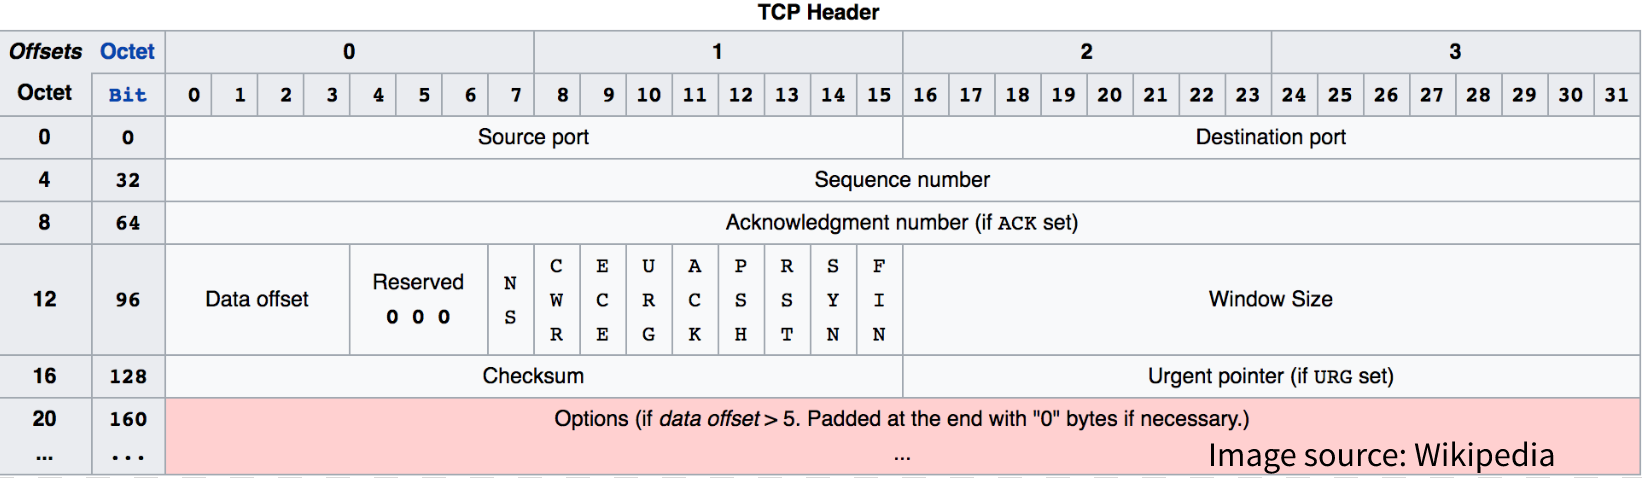 TCP Header
Offsets Octet 0 1 2 3
Octet Bit 0 1 2 3 4 5 6 7 8 9 10 11 12 13 14 15 16 17 18 19 20 21 22 23 24 25 26 27 28 29 30 31
0 0 Source port Destination port
4 32 Sequence number
8 64 Acknowledgment number (if ACK set)
12 96 Data offset Reserved 0 0 0 NS CWR ECE URG ACK PSH RST SYN FIN Window Size
16 128 Checksum Urgent pointer (if URG set)
20 160 Options (if data offset > 5. Padded at the end with "0" bytes if necessary.)
... ... ...
Image source: Wikipedia